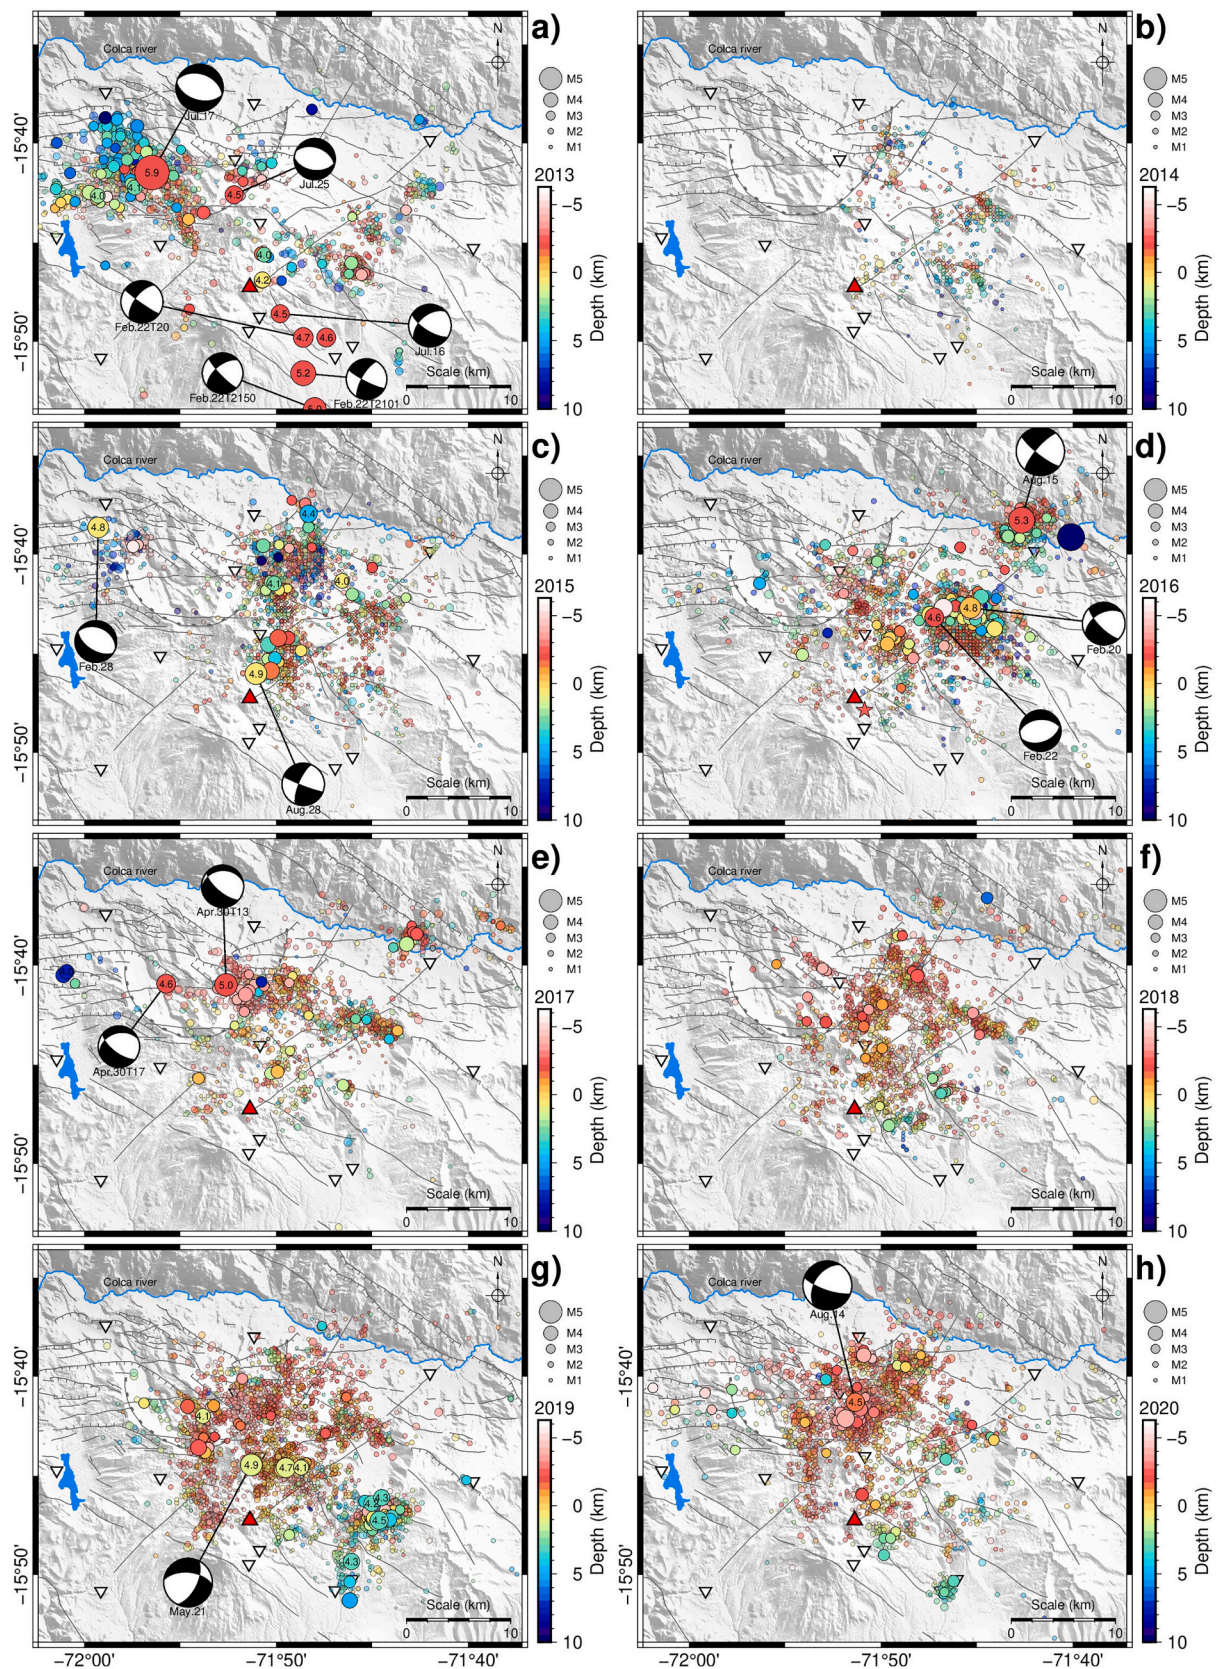 a)
Colca river
N
M5
M4
M3
M2
M1
Jul.17
5.9
Jul.25
4.5
4.1
4.0
4.0
4.2
4.5
Feb.22T20
4.7
4.6
Jul.16
5.2
Feb.22T2150
Feb.22T2101
5.0
Scale (km)
0
10
2013
−5
0
5
10
Depth (km)
−15°40'
−15°50'
b)
N
M5
M4
M3
M2
M1
Scale (km)
0
10
2014
−5
0
5
10
Depth (km)
c)
Colca river
N
M5
M4
M3
M2
M1
4.8
4.4
4.1
4.0
Feb.28
4.9
Aug.28
Scale (km)
0
10
2015
−5
0
5
10
Depth (km)
−15°40'
−15°50'
d)
Colca river
N
M5
M4
M3
M2
M1
Aug.15
5.3
4.8
4.6
Feb.20
Feb.22
Scale (km)
0
10
2016
−5
0
5
10
Depth (km)
e)
Colca river
N
M5
M4
M3
M2
M1
Apr.30T13
4.6
5.0
Apr.30T17
Scale (km)
0
10
2017
−5
0
5
10
Depth (km)
−15°40'
−15°50'
f)
Colca river
N
M5
M4
M3
M2
M1
Scale (km)
0
10
2018
−5
0
5
10
Depth (km)
g)
Colca river
N
M5
M4
M3
M2
M1
4.1
4.9
4.7
4.1
4.3
4.2
4.5
4.3
May.21
Scale (km)
0
10
2019
−5
0
5
10
Depth (km)
−15°40'
−15°50'
−72°00'
−71°50'
−71°40'
h)
Colca river
N
M5
M4
M3
M2
M1
Aug.14
4.5
Scale (km)
0
10
2020
−5
0
5
10
Depth (km)
−72°00'
−71°50'
−71°40'